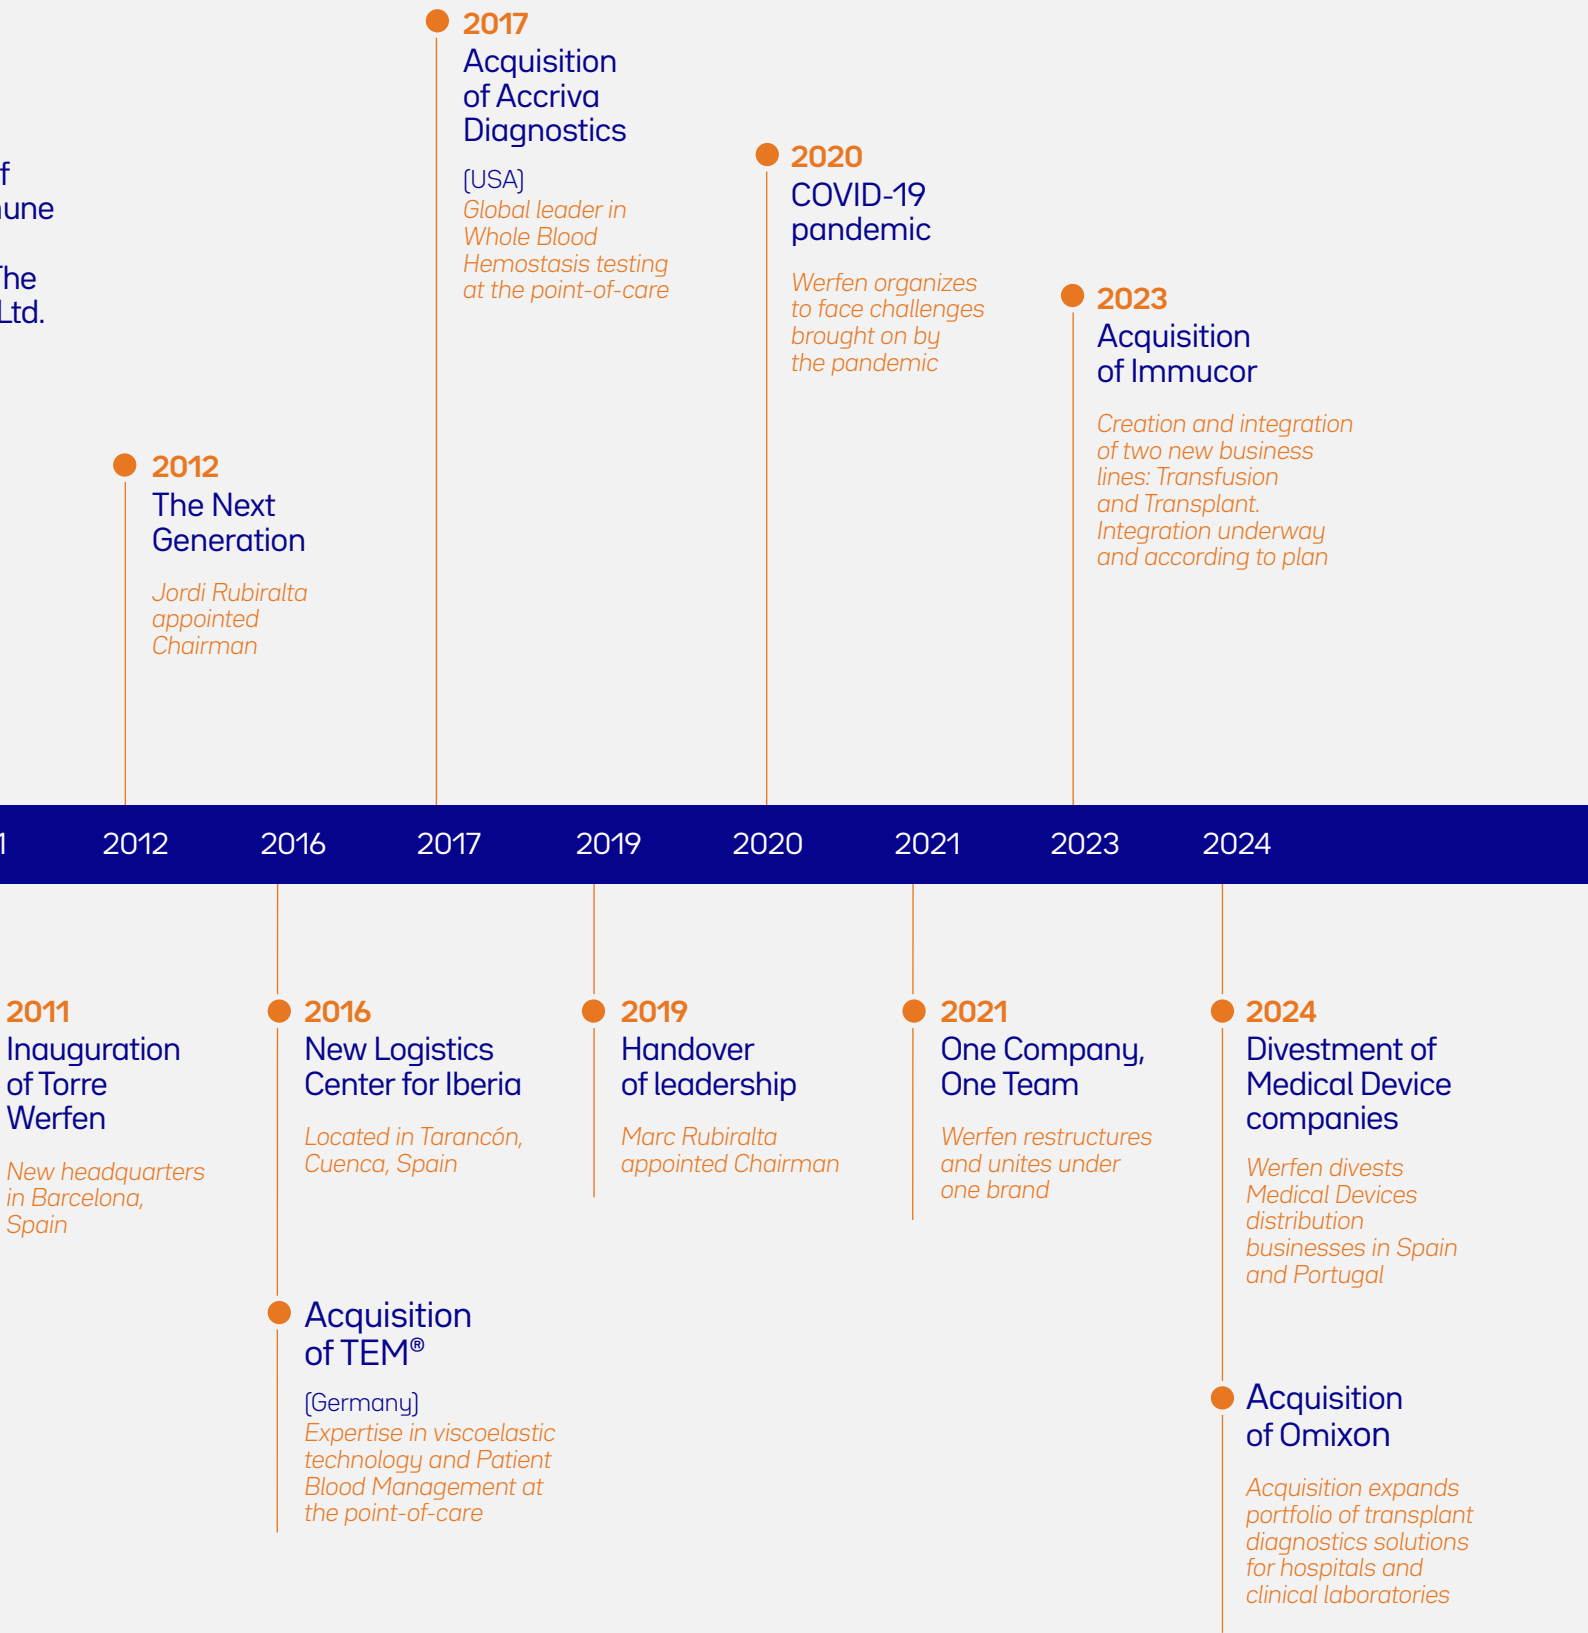 2017
Acquisition
of Accriva
Diagnostics
(USA)
Global leader in
Whole Blood
Hemostasis testing
at the point-of-care
2020
COVID-19
pandemic
Werfen organizes
to face challenges
brought on by
the pandemic
2023
Acquisition
of Immucor
Creation and integration
of two new business
lines: Transfusion
and Transplant.
Integration underway
and according to plan
Ltd.
2012
The Next
Generation
Jordi Rubiralta
appointed
Chairman
2012 2016 2017 2019 2020 2021 2023 2024
2011
Inauguration
of Torre
Werfen
New headquarters
in Barcelona,
Spain
2016
New Logistics
Center for Iberia
Located in Tarancón,
Cuenca, Spain
Acquisition
of TEM®
(Germany)
Expertise in viscoelastic
technology and Patient
Blood Management at
the point-of-care
2019
Handover
of leadership
Marc Rubiralta
appointed Chairman
2021
One Company,
One Team
Werfen restructures
and unites under
one brand
2024
Divestment of
Medical Device
companies
Werfen divests
Medical Devices
distribution
businesses in Spain
and Portugal
Acquisition
of Omixon
Acquisition expands
portfolio of transplant
diagnostics solutions
for hospitals and
clinical laboratories